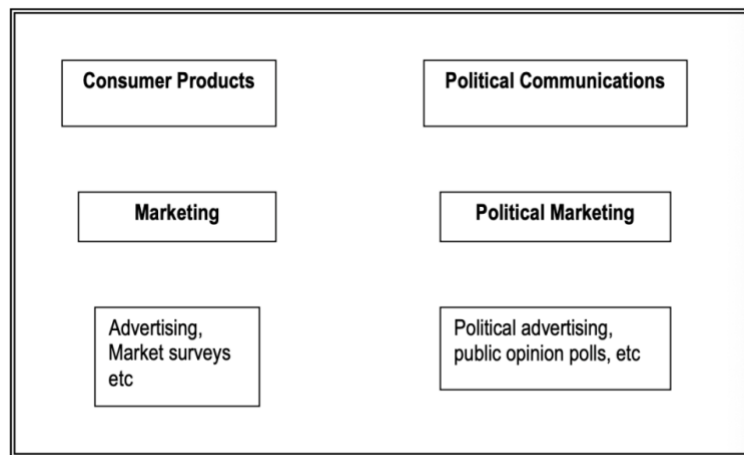 Consumer Products
Political Communications
Marketing
Political Marketing
Advertising,
Market surveys
etc
Political advertising,
public opinion polls, etc